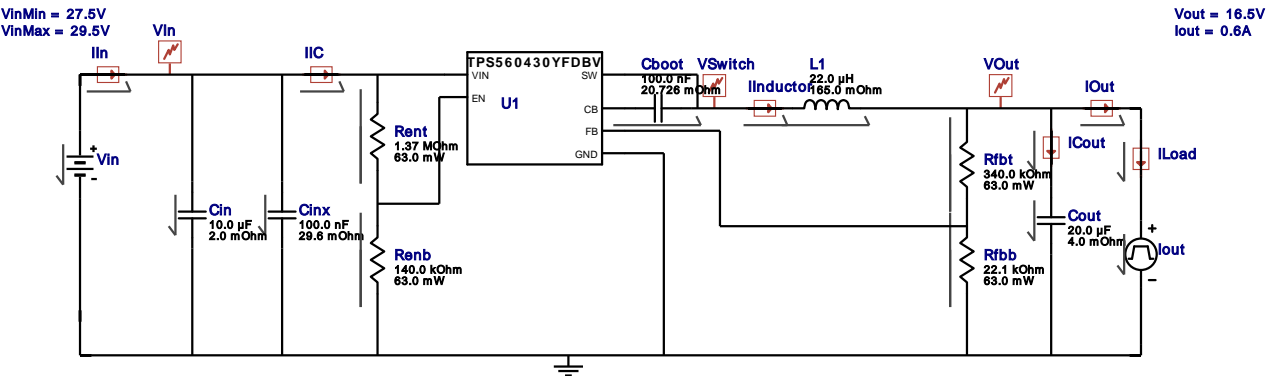 VinMin = 27.5V
VinMax = 29.5V
Vout = 16.5V
Iout = 0.6A
VIn
IIn
IIC
TPS560430YFDBV
VIN
EN
U1
SW
CB
FB
GND
Cboot
100.0 nF
20.726 mOhm
VSwitch
IInductor
L1
22.0 µH
165.0 mOhm
VOut
IOut
ICout
ILoad
Rent
1.37 MOhm
63.0 mW
Rfbt
340.0 kOhm
63.0 mW
+
Vin
-
Cin
10.0 µF
2.0 mOhm
Cinx
100.0 nF
29.6 mOhm
Renb
140.0 kOhm
63.0 mW
Rfbb
22.1 kOhm
63.0 mW
Cout
20.0 µF
4.0 mOhm
+
Iout
-